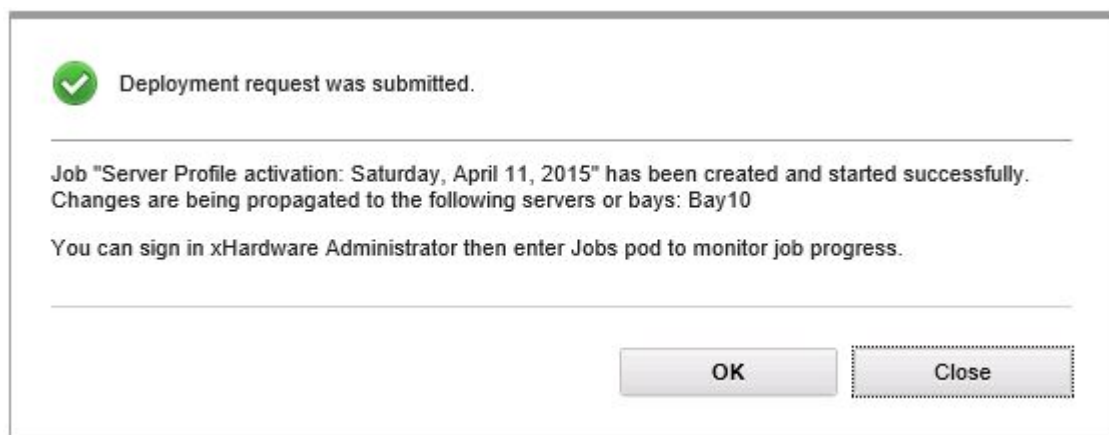 Deployment request was submitted.
Job "Server Profile activation: Saturday, April 11, 2015" has been created and started successfully.
Changes are being propagated to the following servers or bays: Bay10
You can sign in xHardware Administrator then enter Jobs pod to monitor job progress.
OK
Close